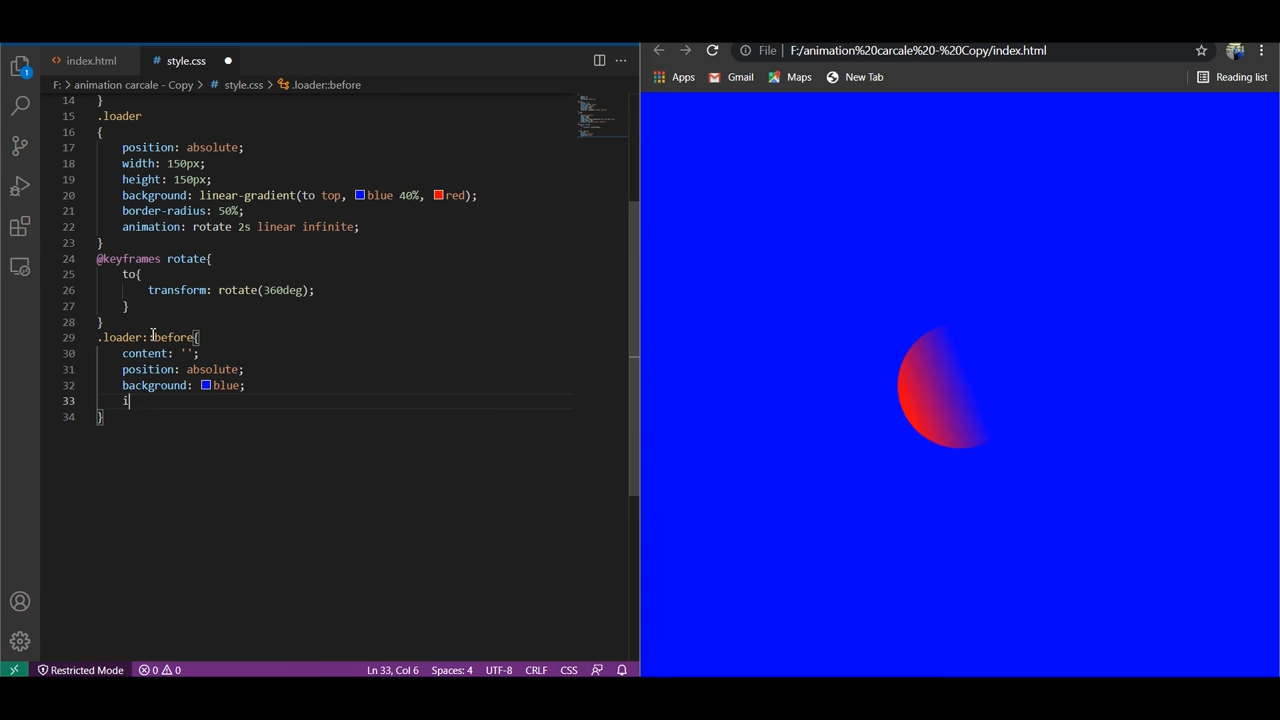 index.html
style.css
F: > animation carcale - Copy > # style.css > .loader::before
14 }
15 .loader
16 {
17 position: absolute;
18 width: 150px;
19 height: 150px;
20 background: linear-gradient(to top, blue 40%, red);
21 border-radius: 50%;
22 animation: rotate 2s linear infinite;
23 }
24 @keyframes rotate{
25 to{
26 transform: rotate(360deg);
27 }
28 }
29 .loader::before{
30 content: '';
31 position: absolute;
32 background: blue;
33 i
34 }
Restricted Mode 0 0 Ln 33, Col 6 Spaces: 4 UTF-8 CRLF CSS
File F:/animation%20carcale%20-%20Copy/index.html
Apps Gmail Maps New Tab Reading list
1